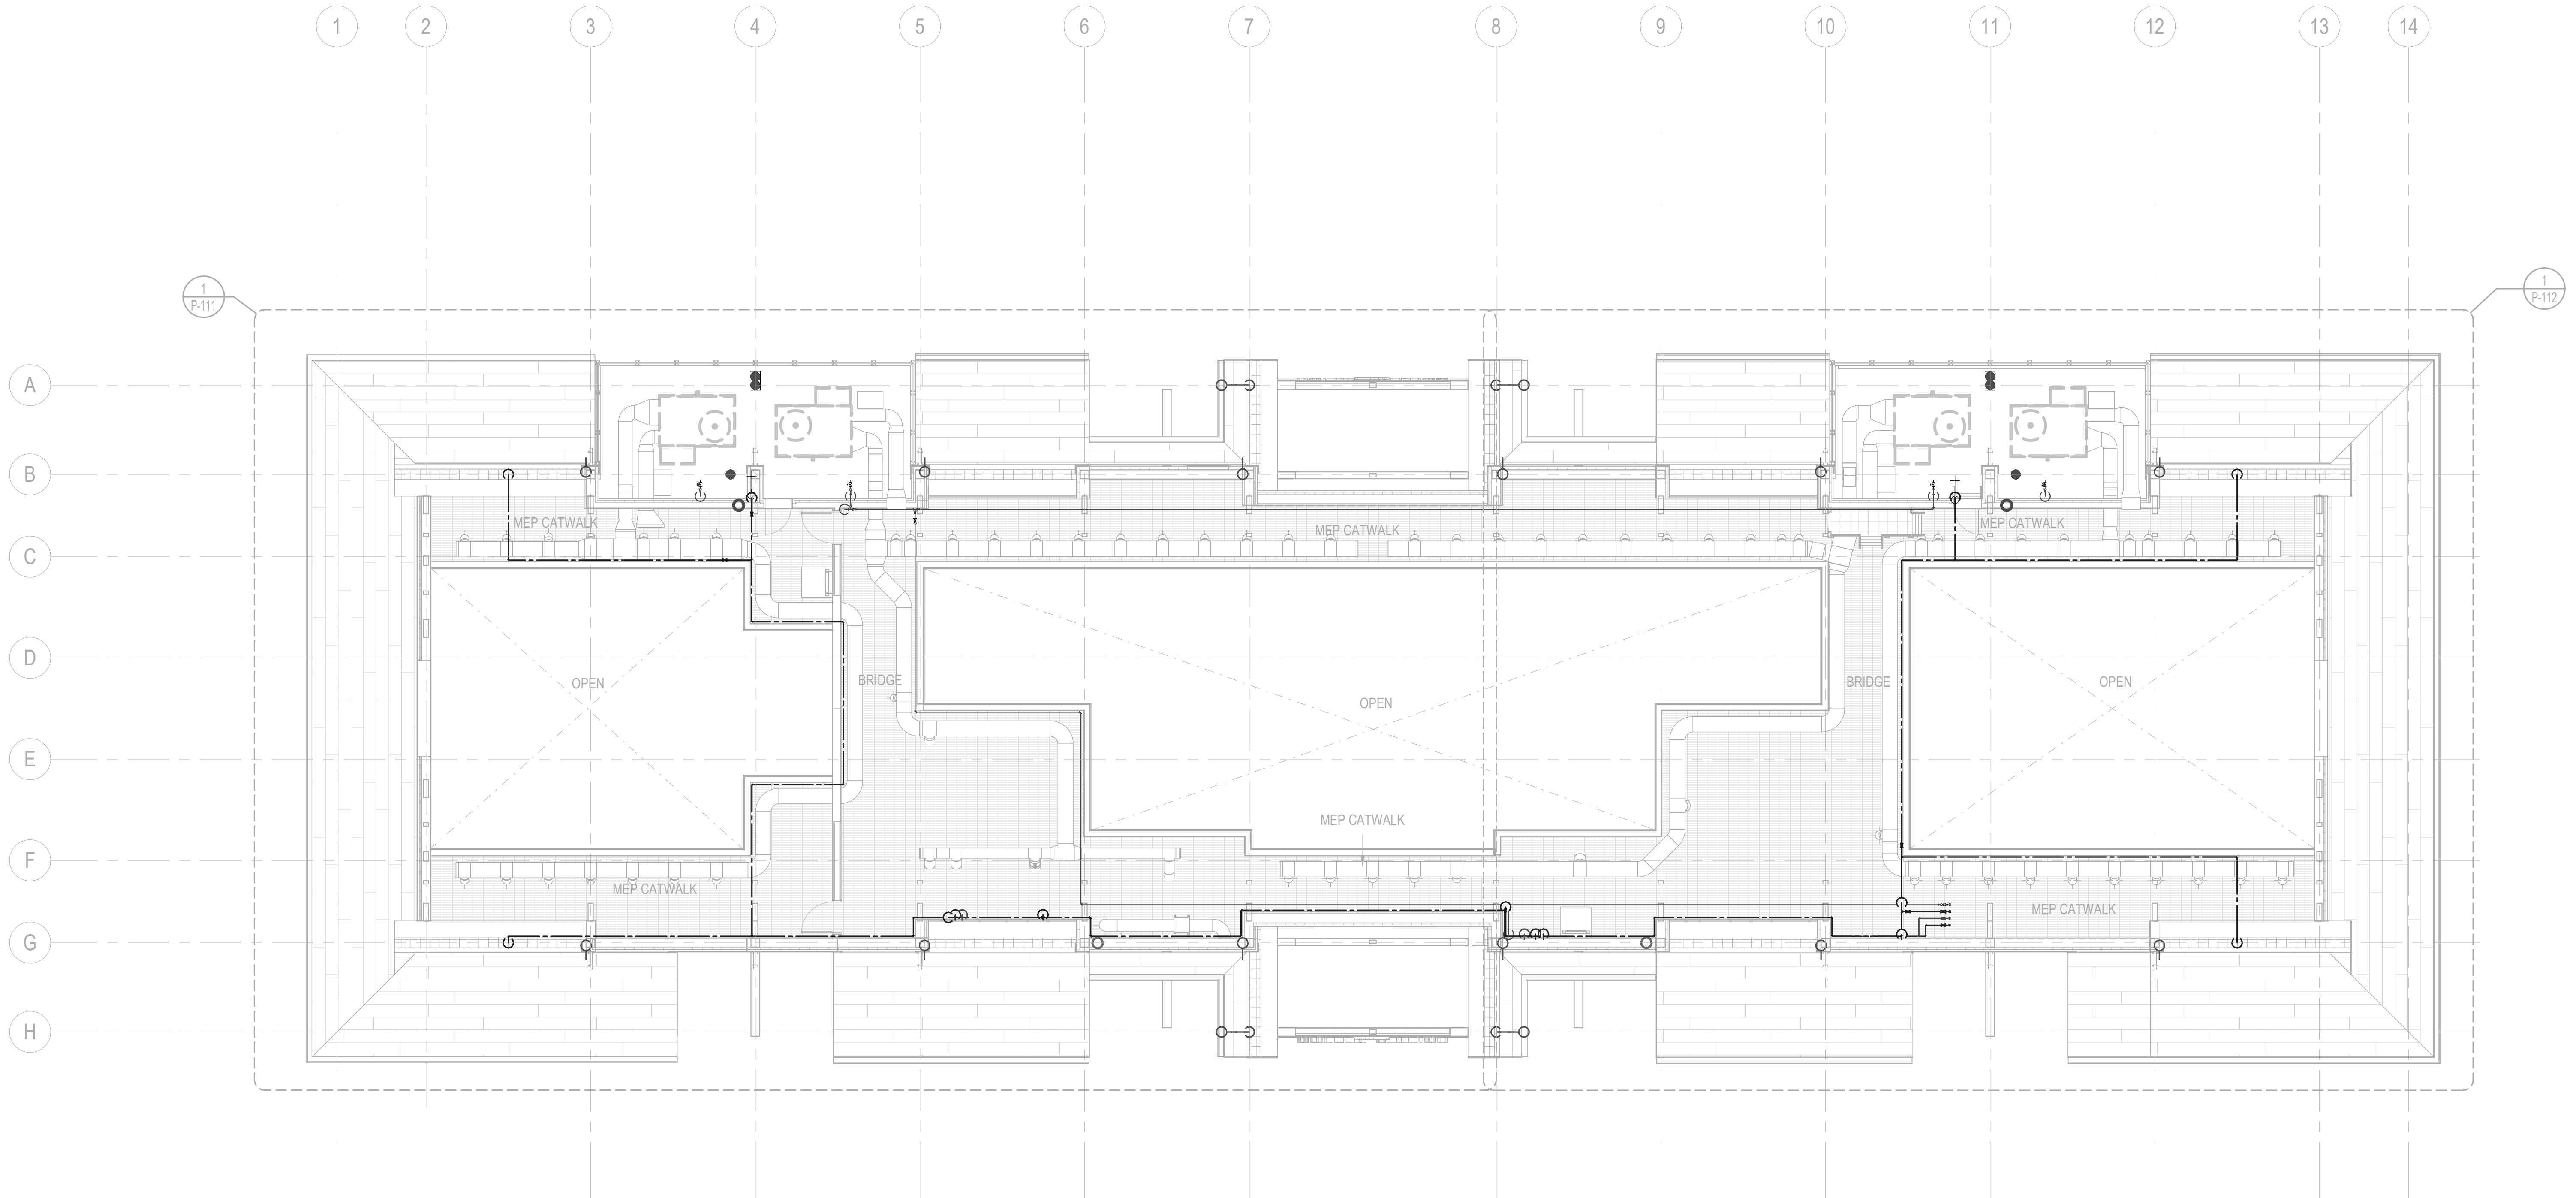 1 2 3 4 5 6 7 8 9 10 11 12 13 14
1
P-111
1
P-112
A
B
MEP CATWALK
MEP CATWALK
MEP CATWALK
C
D
OPEN
BRIDGE
OPEN
BRIDGE
OPEN
E
MEP CATWALK
F
MEP CATWALK
MEP CATWALK
G
H